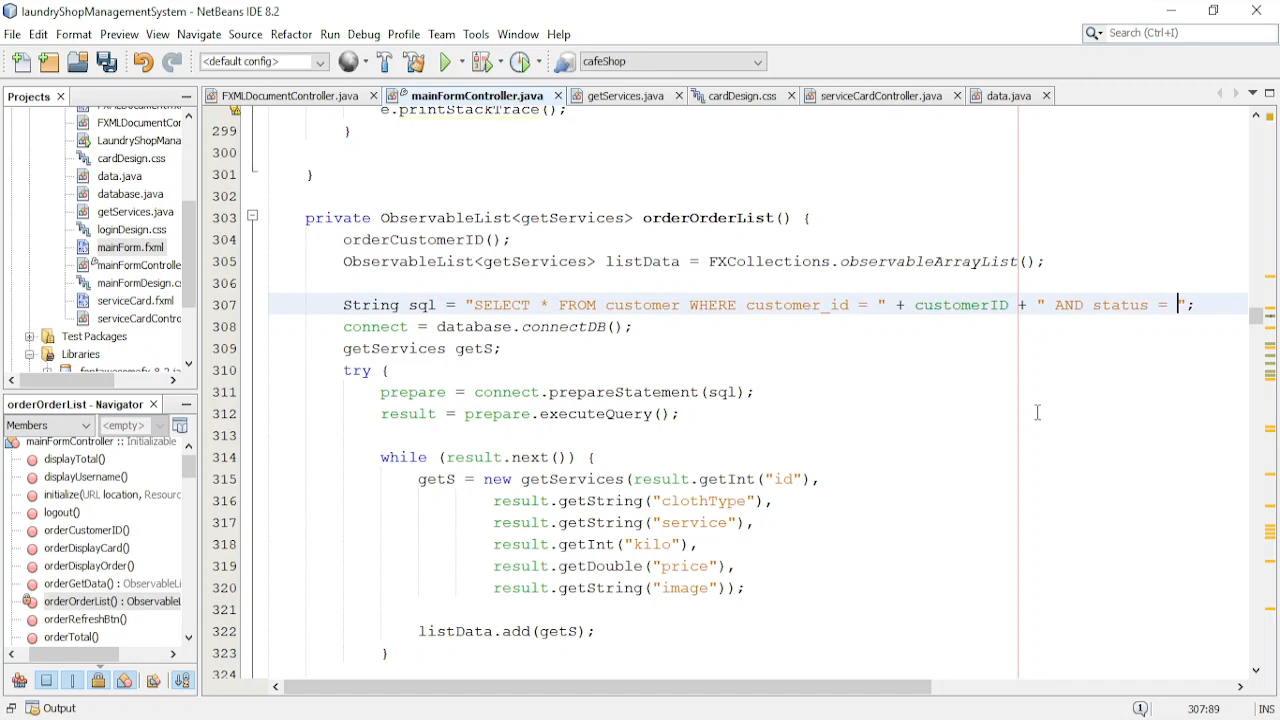 laundryShopManagementSystem - NetBeans IDE 8.2
File Edit Format Preview View Navigate Source Refactor Run Debug Profile Team Tools Window Help
Search (Ctrl+I)
<default config>
cafeShop
Projects
FXMLDocumentController.java
mainFormController.java
getServices.java
cardDesign.css
serviceCardController.java
data.java
FXMLDocumentCor
LaundryShopMana
cardDesign.css
data.java
database.java
getServices.java
loginDesign.css
mainForm.fxml
mainFormControlle
mainFormDesign.cs
serviceCard.fxml
serviceCardContro
Test Packages
Libraries
orderOrderList - Navigator
Members
<empty>
mainFormController :: Initializable
displayTotal()
displayUsername()
initialize(URL location, Resourc
logout()
orderCustomerID()
orderDisplayCard()
orderDisplayOrder()
orderGetData() : ObservableLi
orderOrderList() : ObservableL
orderRefreshBtn()
orderTotal()
e.printStackTrace();
299 }
300
301 }
302
303 private ObservableList<getServices> orderOrderList() {
304 orderCustomerID();
305 ObservableList<getServices> listData = FXCollections.observableArrayList();
306
307 String sql = "SELECT * FROM customer WHERE customer_id = " + customerID + " AND status = ";
308 connect = database.connectDB();
309 getServices getS;
310 try {
311 prepare = connect.prepareStatement(sql);
312 result = prepare.executeQuery();
313
314 while (result.next()) {
315 getS = new getServices(result.getInt("id"),
316 result.getString("clothType"),
317 result.getString("service"),
318 result.getInt("kilo"),
319 result.getDouble("price"),
320 result.getString("image"));
321
322 listData.add(getS);
323 }
324
Output
1
307:89
INS